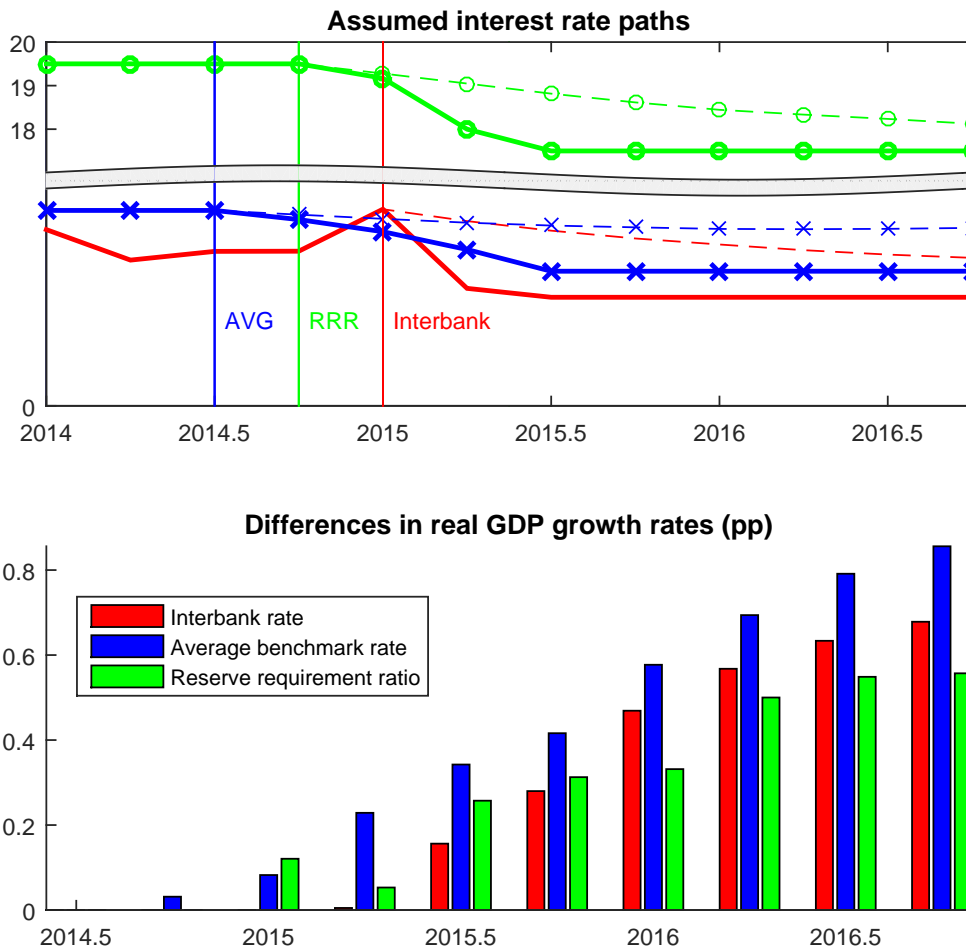 Assumed interest rate paths
20
19
18
0
AVG
RRR
Interbank
2014
2014.5
2015
2015.5
2016
2016.5
Differences in real GDP growth rates (pp)
0.8
0.6
0.4
0.2
0
Interbank rate
Average benchmark rate
Reserve requirement ratio
2014.5
2015
2015.5
2016
2016.5